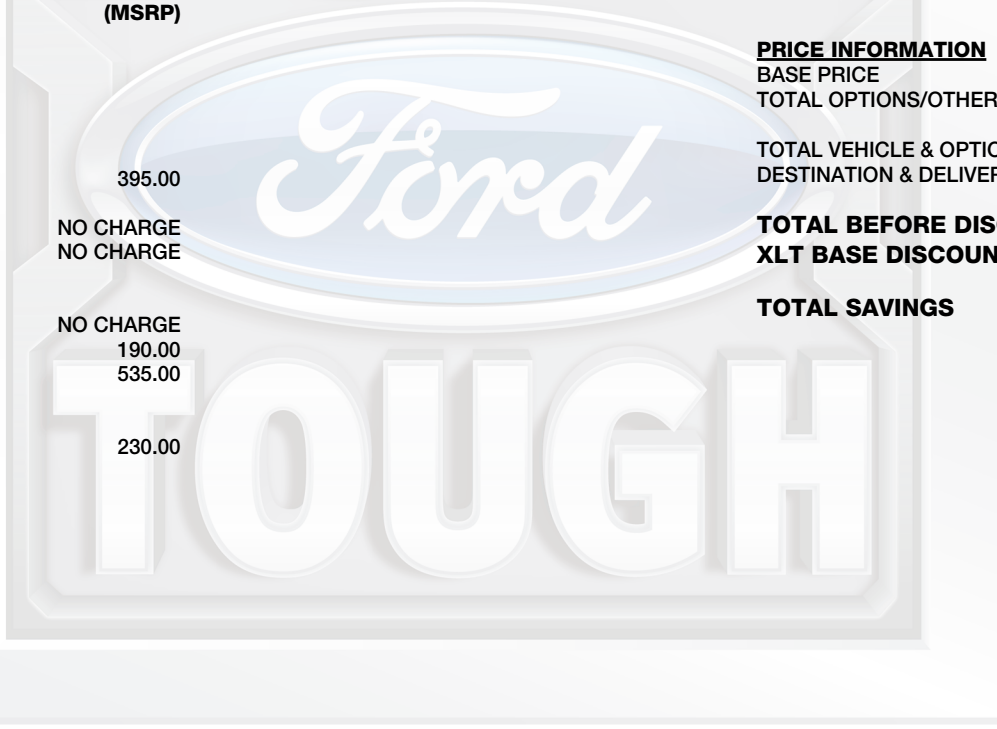 (MSRP)
395.00
NO CHARGE
NO CHARGE
NO CHARGE
190.00
535.00
230.00
PRICE INFORMATION
BASE PRICE
TOTAL OPTIONS/OTHER
TOTAL VEHICLE & OPTIO
DESTINATION & DELIVER
TOTAL BEFORE DISC
XLT BASE DISCOUN
TOTAL SAVINGS
Ford
TOUGH